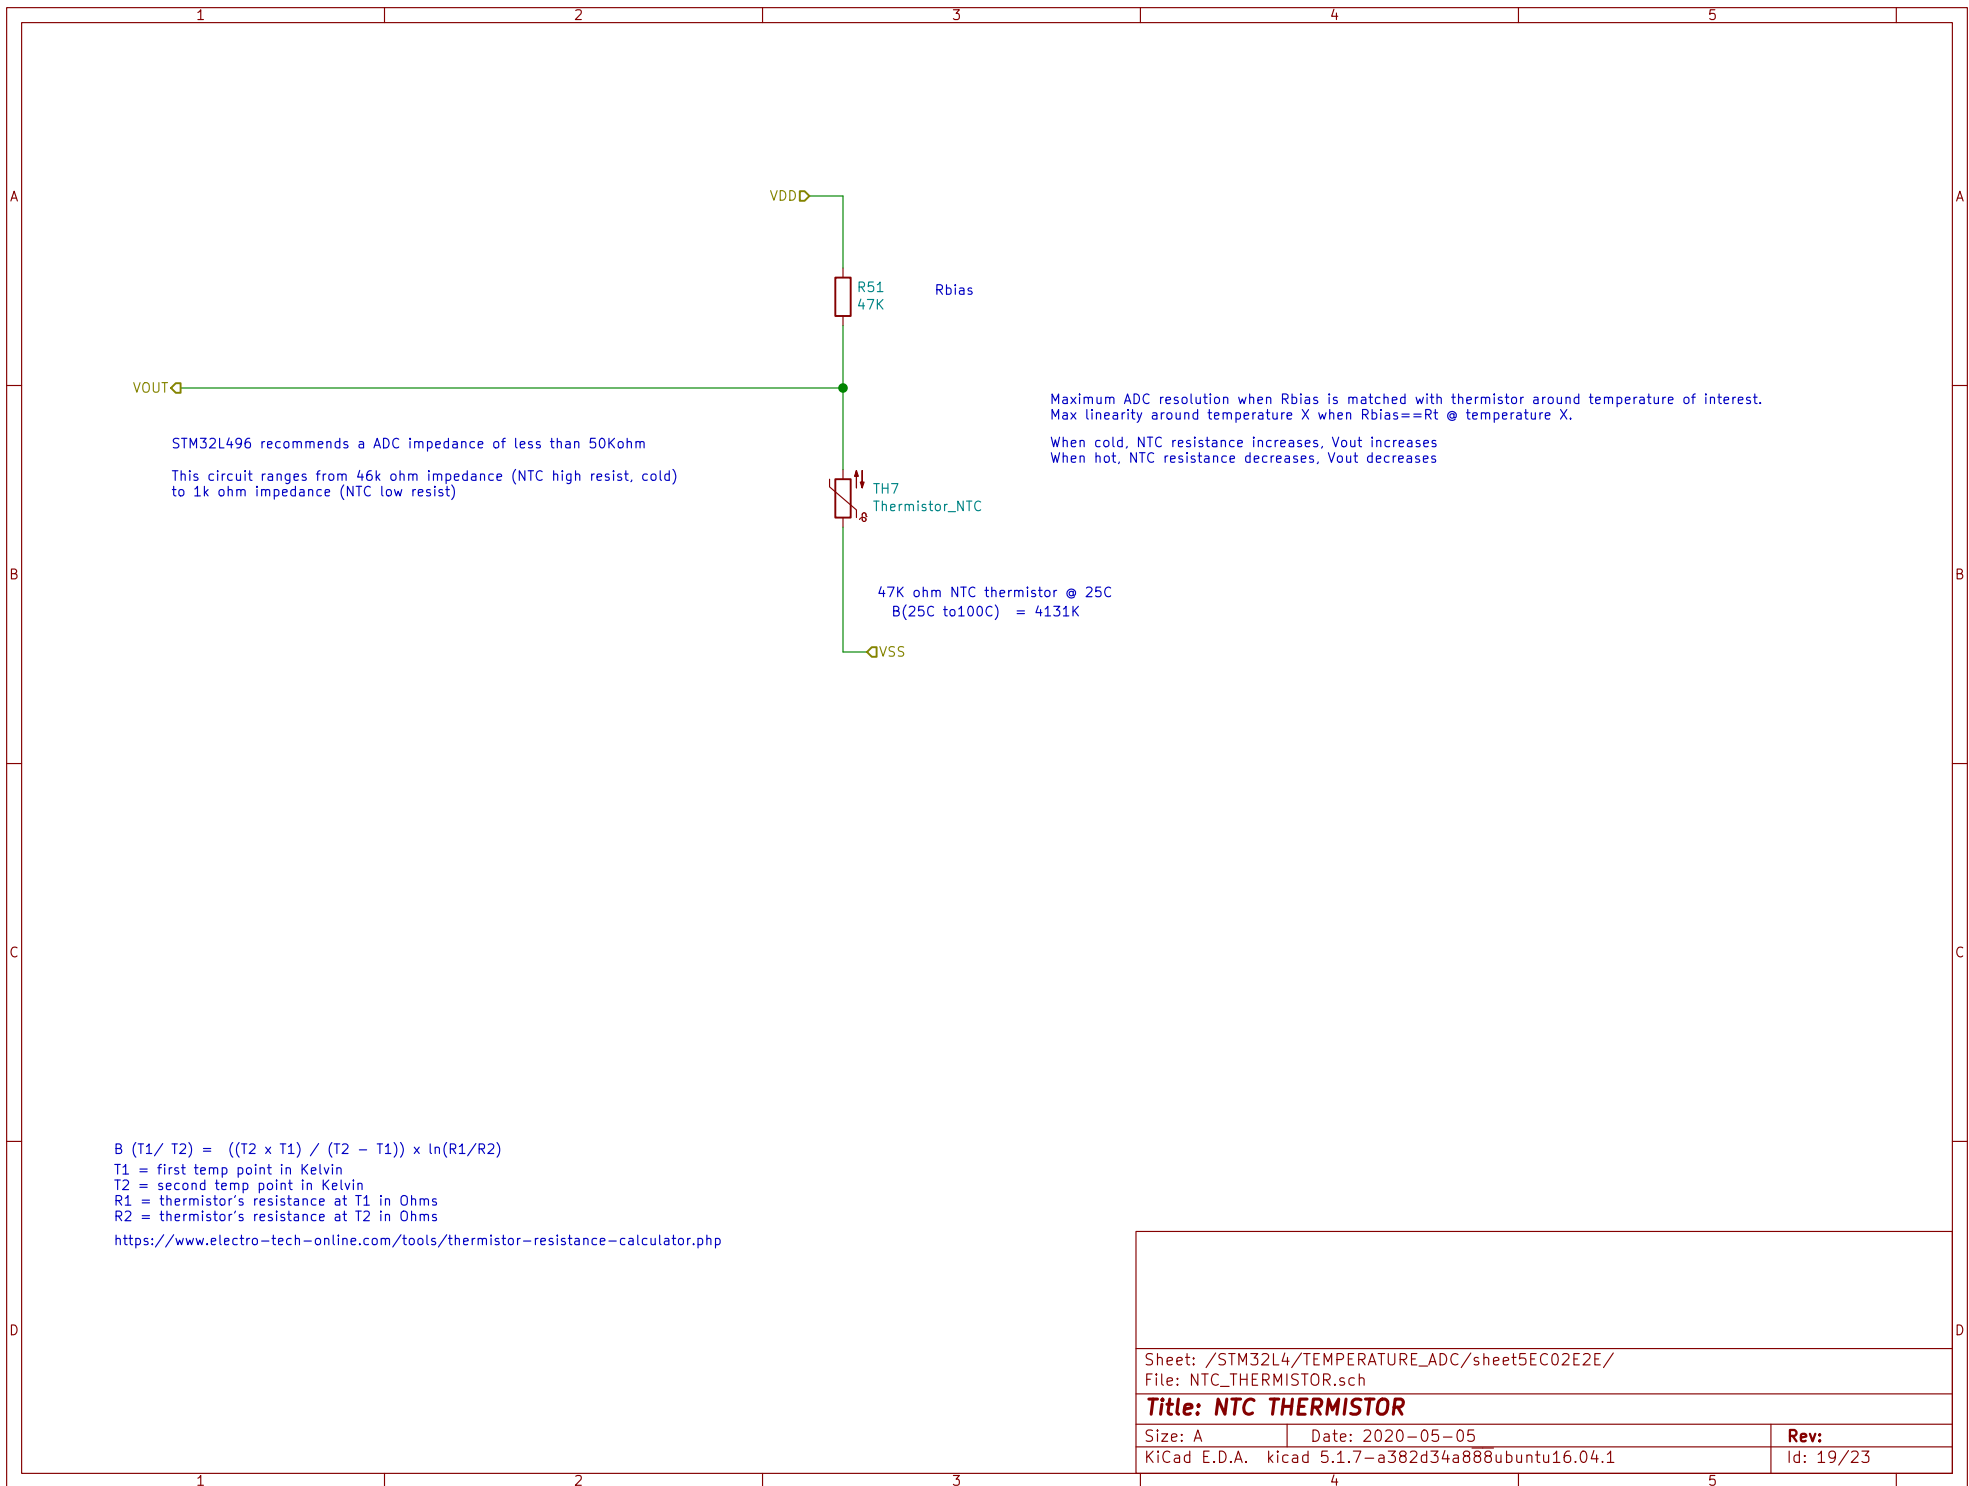 1 2 3 4 5
A A
VDD
R51
47K
Rbias
VOUT
Maximum ADC resolution when Rbias is matched with thermistor around temperature of interest.
Max linearity around temperature X when Rbias==Rt @ temperature X.
When cold, NTC resistance increases, Vout increases
When hot, NTC resistance decreases, Vout decreases
STM32L496 recommends a ADC impedance of less than 50Kohm
This circuit ranges from 46k ohm impedance (NTC high resist, cold)
to 1k ohm impedance (NTC low resist)
TH7
Thermistor_NTC
B B
47K ohm NTC thermistor @ 25C
B(25C to100C) = 4131K
VSS
C C
B (T1/ T2) = ((T2 x T1) / (T2 - T1)) x ln(R1/R2)
T1 = first temp point in Kelvin
T2 = second temp point in Kelvin
R1 = thermistor's resistance at T1 in Ohms
R2 = thermistor's resistance at T2 in Ohms
https://www.electro-tech-online.com/tools/thermistor-resistance-calculator.php
D D
Sheet: /STM32L4/TEMPERATURE_ADC/sheet5EC02E2E/
File: NTC_THERMISTOR.sch
Title: NTC THERMISTOR
Size: A Date: 2020-05-05 Rev:
KiCad E.D.A. kicad 5.1.7-a382d34a888ubuntu16.04.1 Id: 19/23
1 2 3 4 5